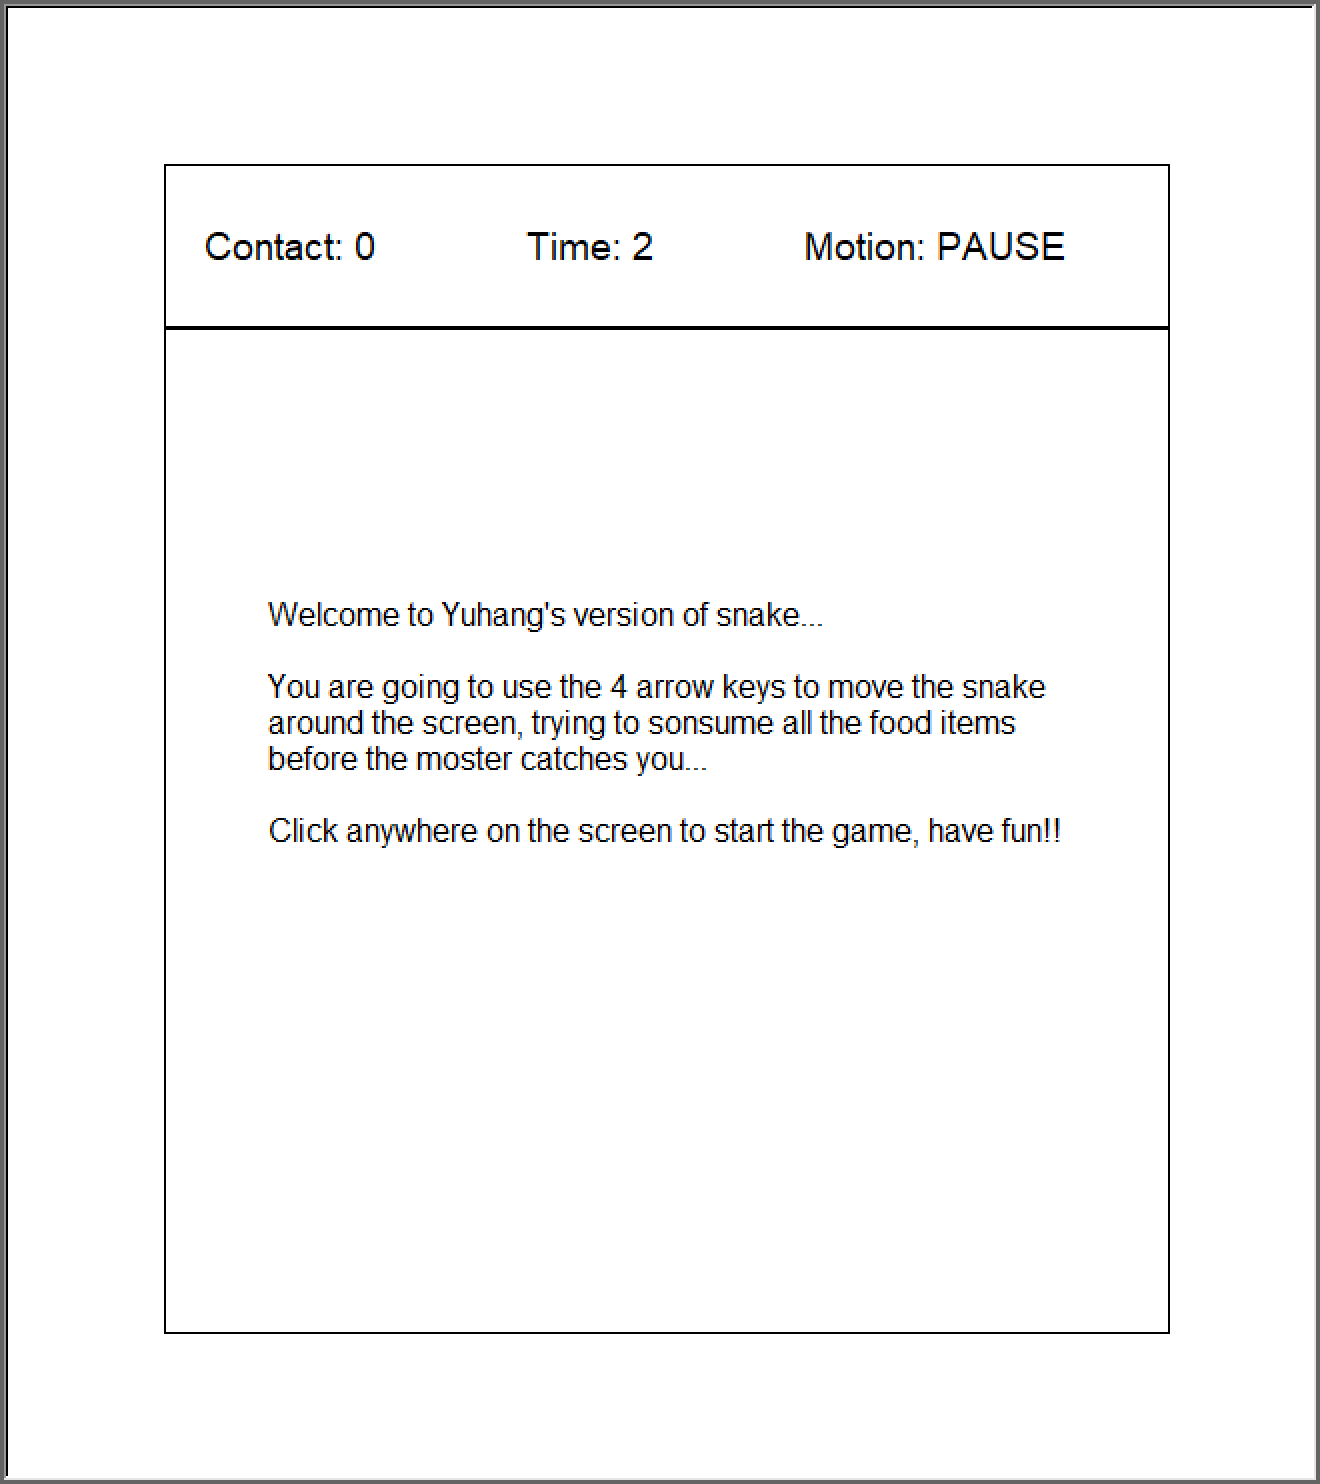 Contact: 0 Time: 2 Motion: PAUSE
Welcome to Yuhang's version of snake...
You are going to use the 4 arrow keys to move the snake
around the screen, trying to sonsume all the food items
before the moster catches you...
Click anywhere on the screen to start the game, have fun!!